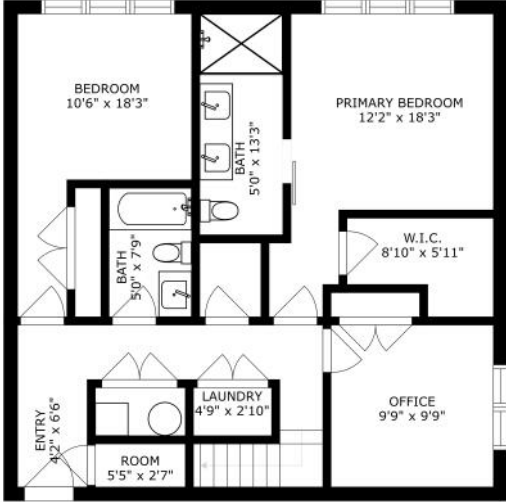 BEDROOM
10'6" x 18'3"
PRIMARY BEDROOM
12'2" x 18'3"
BATH
5'0" x 13'3"
W.I.C.
8'10" x 5'11"
BATH
5'0" x 7'9"
LAUNDRY
4'9" x 2'10"
OFFICE
9'9" x 9'9"
ENTRY
4'2" x 6'6"
ROOM
5'5" x 2'7"